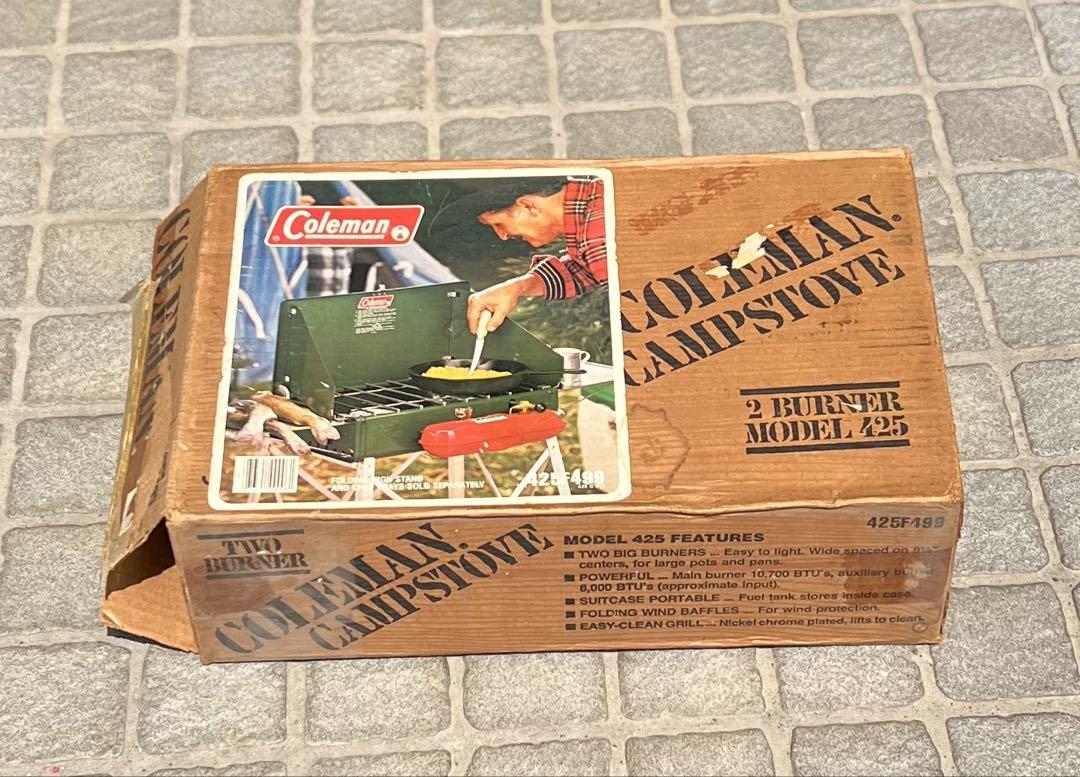 Coleman
Coleman
FOLDING HIGH STAND
AND TRAYS SOLD SEPARATELY
425F499
COLEMAN®
CAMPSTOVE
2 BURNER
MODEL 425
425F499
TWO
BURNER
COLEMAN®
CAMPSTOVE
MODEL 425 FEATURES
■ TWO BIG BURNERS ... Easy to light. Wide spaced on
centers, for large pots and pans.
■ POWERFUL ... Main burner 10,700 BTU's, auxiliary
8,000 BTU's (approximate input).
■ SUITCASE PORTABLE ... Fuel tank stores inside case.
■ FOLDING WIND BAFFLES ... For wind protection.
■ EASY-CLEAN GRILL ... Nickel chrome plated, lifts to clean.